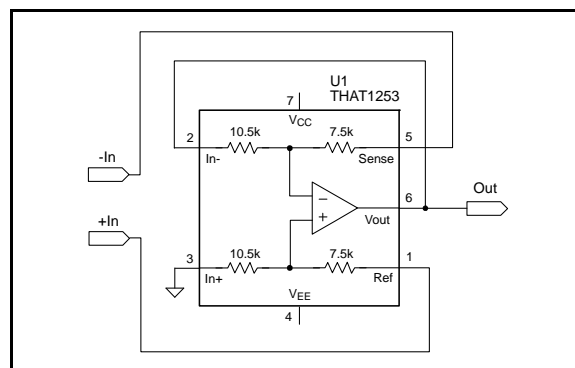 U1
THAT1253
7
VCC
10.5k
7.5k
2
5
In-
Sense
-In
−
6
Out
+
Vout
+In
10.5k
7.5k
3
1
In+
Ref
VEE
4